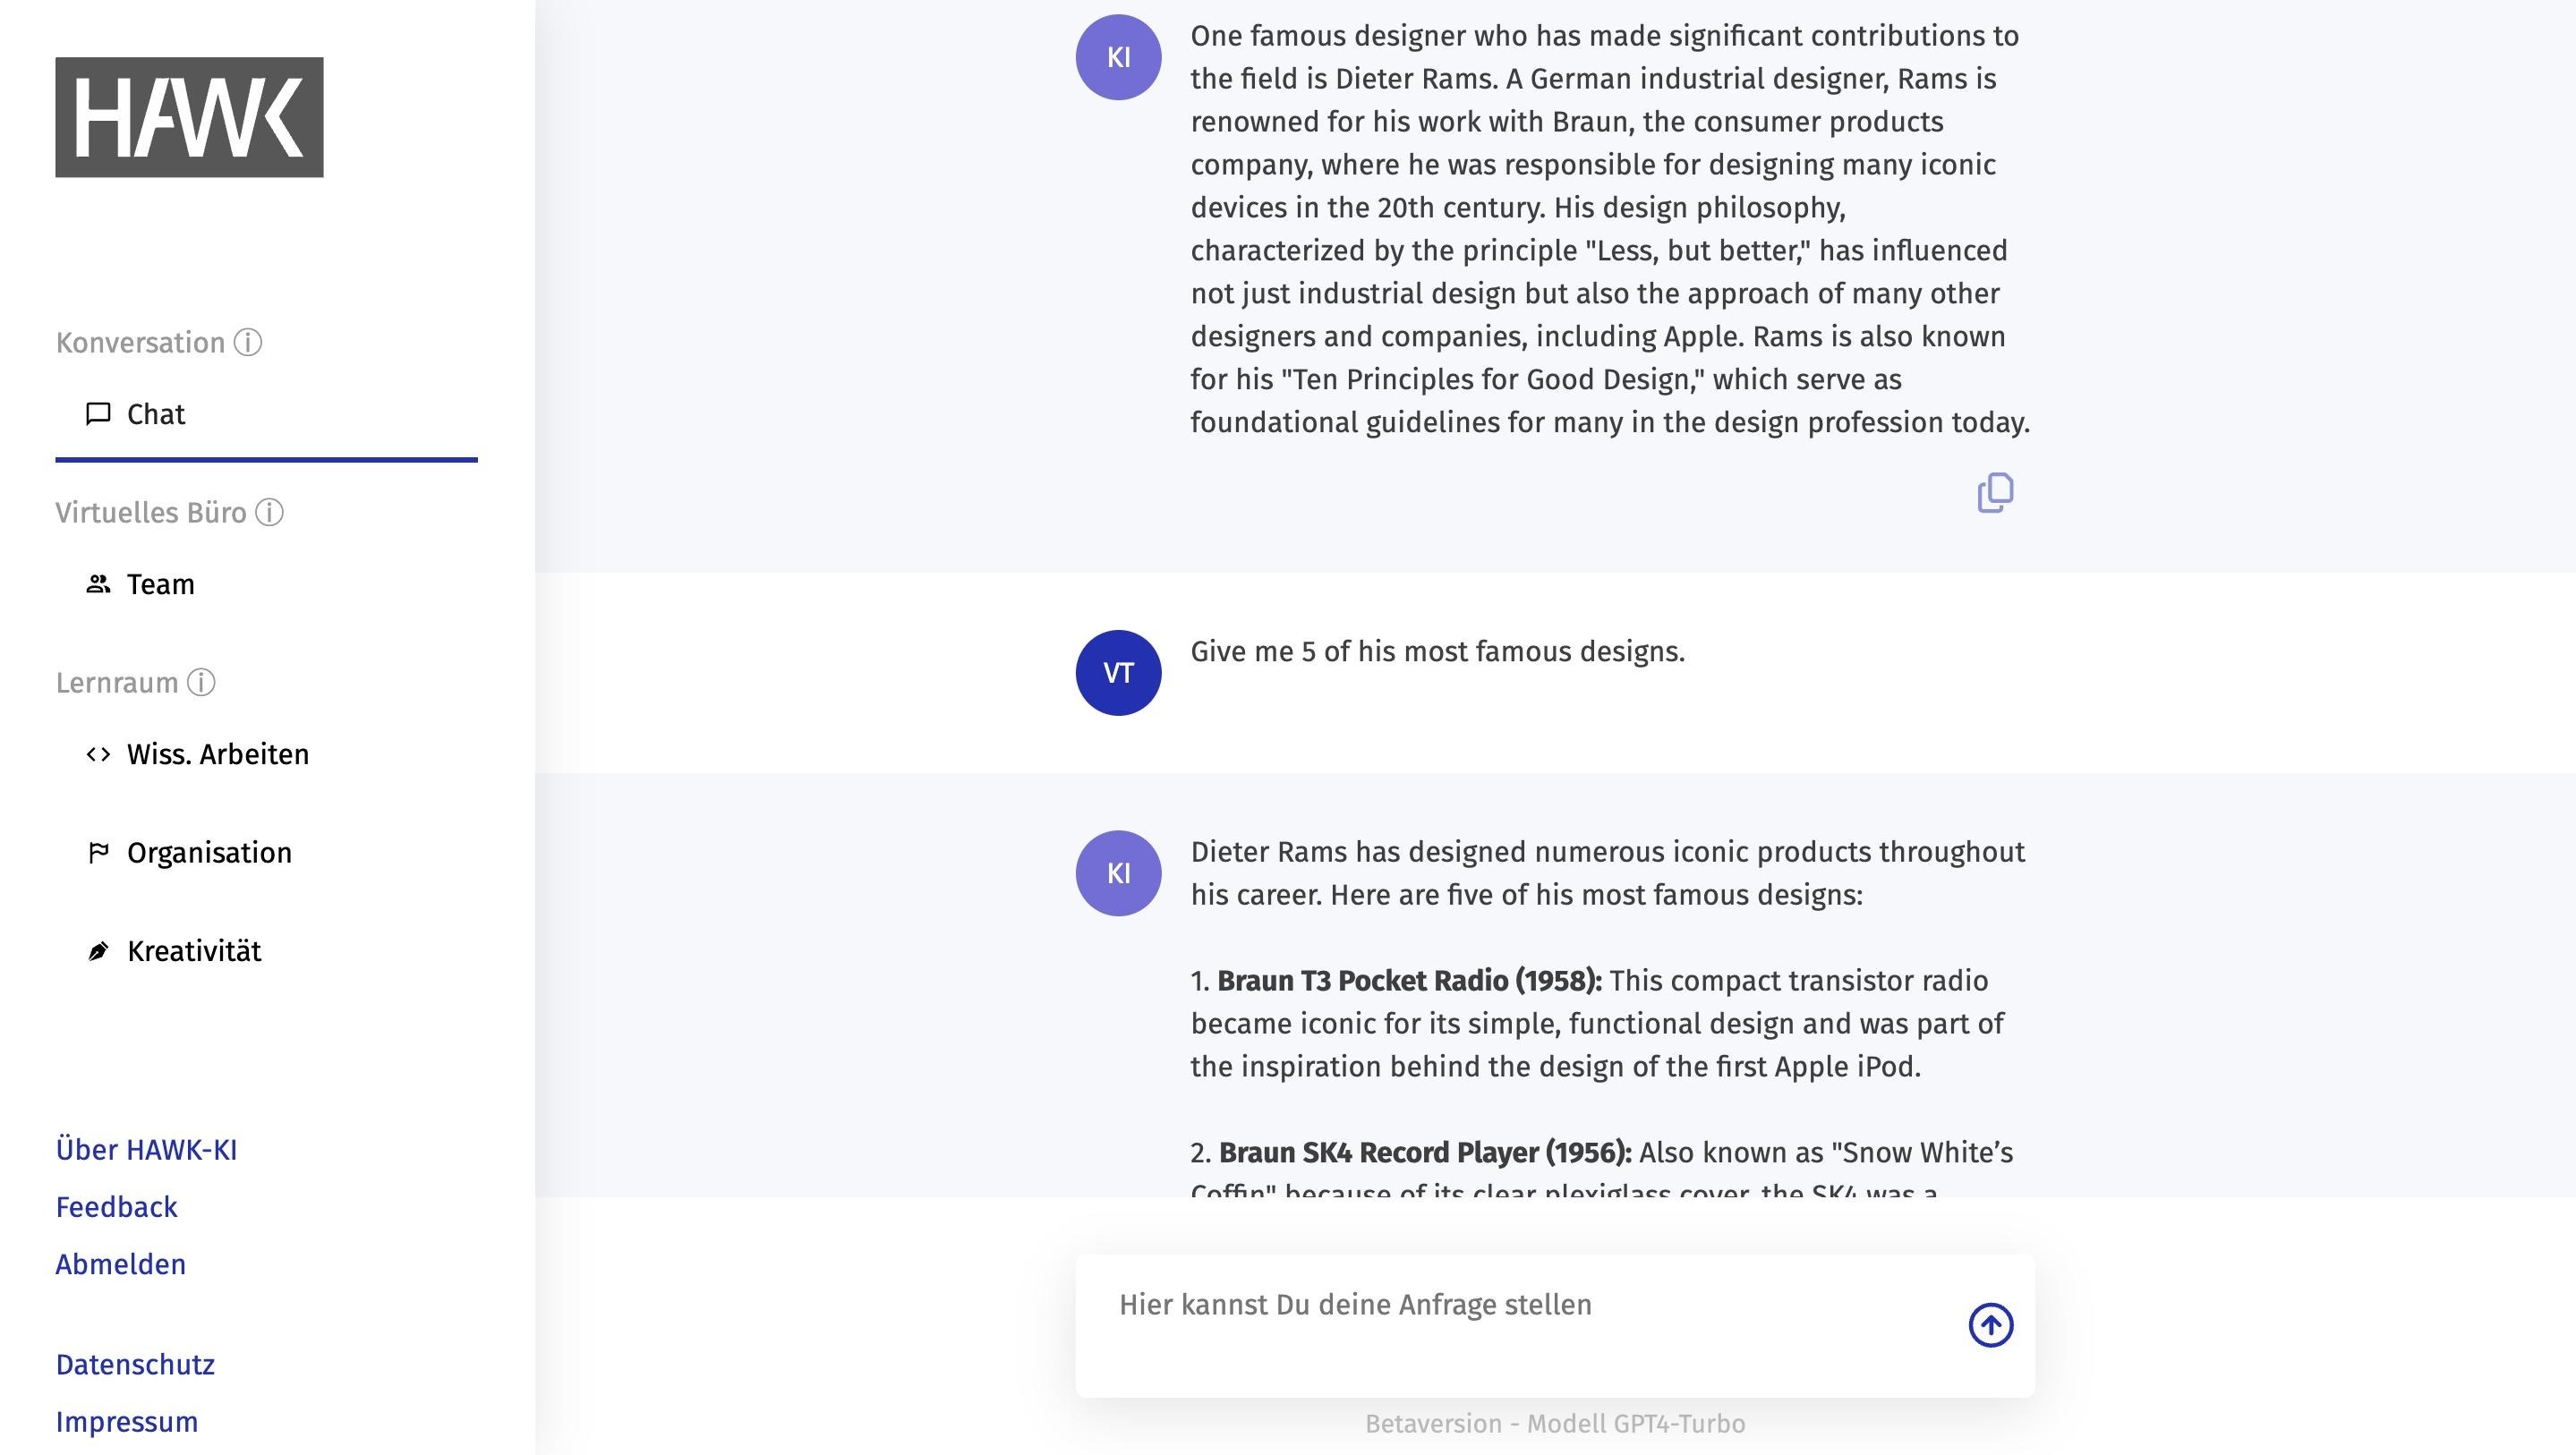 HAWK
Konversation
Chat
Virtuelles Büro
Team
Lernraum
Wiss. Arbeiten
Organisation
Kreativität
Über HAWK-KI
Feedback
Abmelden
Datenschutz
Impressum
KI
One famous designer who has made significant contributions to
the field is Dieter Rams. A German industrial designer, Rams is
renowned for his work with Braun, the consumer products
company, where he was responsible for designing many iconic
devices in the 20th century. His design philosophy,
characterized by the principle "Less, but better," has influenced
not just industrial design but also the approach of many other
designers and companies, including Apple. Rams is also known
for his "Ten Principles for Good Design," which serve as
foundational guidelines for many in the design profession today.
VT
Give me 5 of his most famous designs.
KI
Dieter Rams has designed numerous iconic products throughout
his career. Here are five of his most famous designs:
1. Braun T3 Pocket Radio (1958): This compact transistor radio
became iconic for its simple, functional design and was part of
the inspiration behind the design of the first Apple iPod.
2. Braun SK4 Record Player (1956): Also known as "Snow White’s
Coffin" because of its clear plexiglass cover, the SK4 was a
Hier kannst Du deine Anfrage stellen
Betaversion - Modell GPT4-Turbo